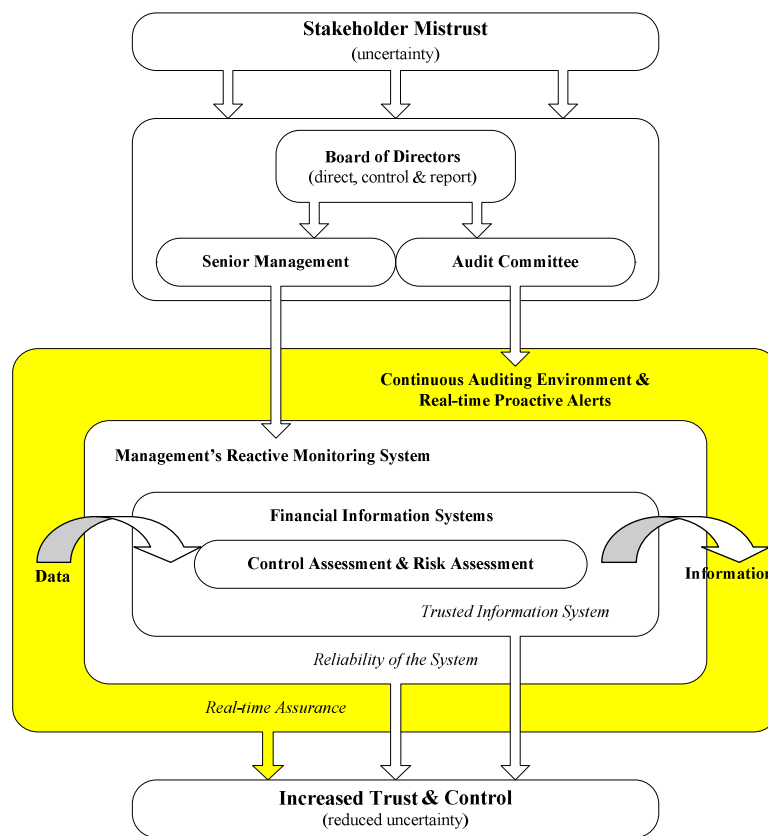 Stakeholder Mistrust
(uncertainty)
Board of Directors
(direct, control & report)
Senior Management
Audit Committee
Continuous Auditing Environment &
Real-time Proactive Alerts
Management's Reactive Monitoring System
Financial Information Systems
Control Assessment & Risk Assessment
Data
Information
Trusted Information System
Reliability of the System
Real-time Assurance
Increased Trust & Control
(reduced uncertainty)